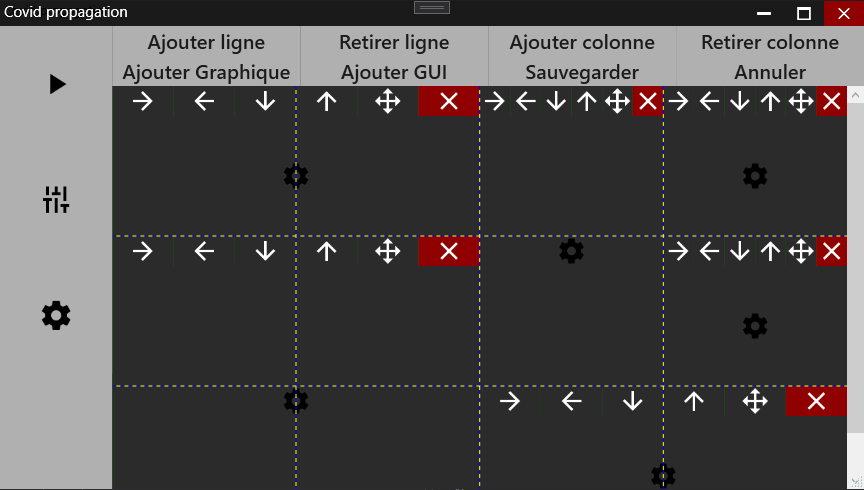 Covid propagation
Ajouter ligne
Retirer ligne
Ajouter colonne
Retirer colonne
Ajouter Graphique
Ajouter GUI
Sauvegarder
Annuler